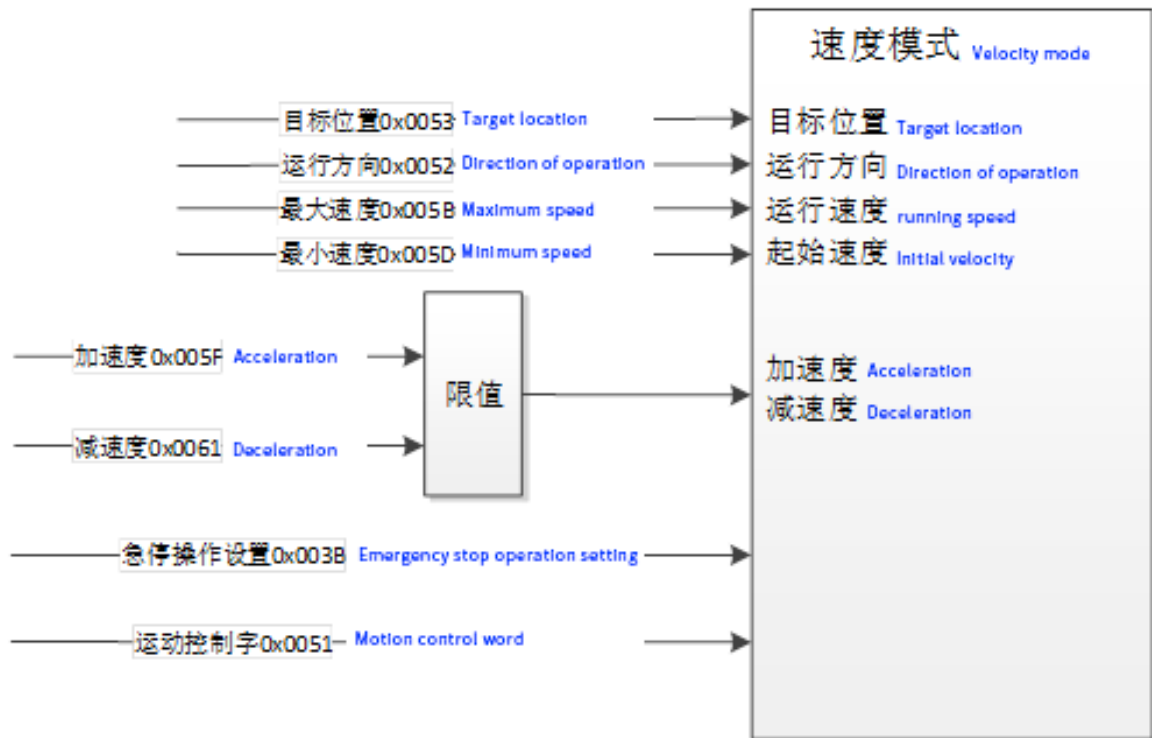 速度模式 Velocity mode
目标位置0x0053 Target location
目标位置 Target location
运行方向0x0052 Direction of operation
运行方向 Direction of operation
最大速度0x005B Maximum speed
运行速度 running speed
最小速度0x005D Minimum speed
起始速度 Initial velocity
加速度0x005F Acceleration
限值
加速度 Acceleration
减速度 Deceleration
减速度0x0061 Deceleration
急停操作设置0x003B Emergency stop operation setting
运动控制字0x0051 Motion control word